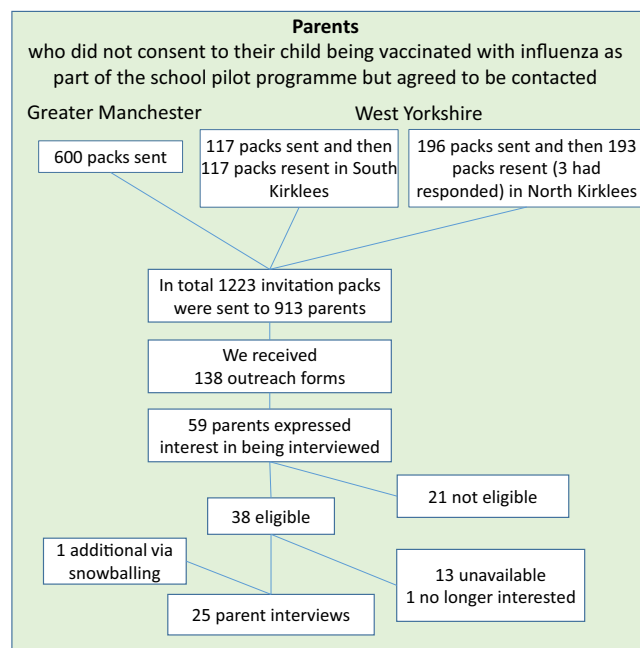 Parents
who did not consent to their child being vaccinated with influenza as
part of the school pilot programme but agreed to be contacted
Greater Manchester
West Yorkshire
600 packs sent
117 packs sent and then
117 packs resent in South
Kirklees
196 packs sent and then 193
packs resent (3 had
responded) in North Kirklees
In total 1223 invitation packs
were sent to 913 parents
We received
138 outreach forms
59 parents expressed
interest in being interviewed
21 not eligible
38 eligible
1 additional via
snowballing
13 unavailable
1 no longer interested
25 parent interviews